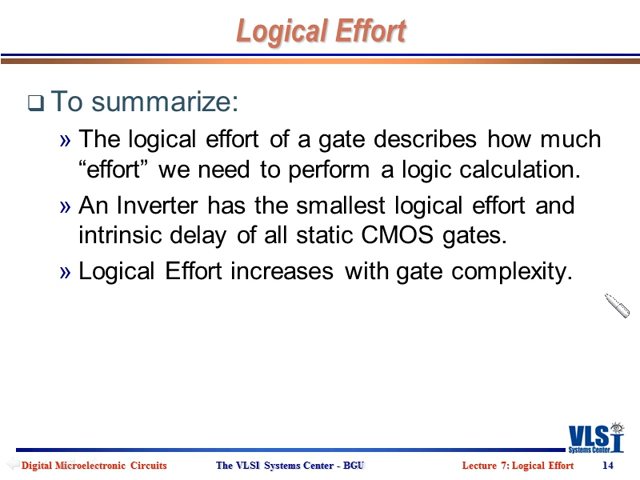 Logical Effort
❑ To summarize:
» The logical effort of a gate describes how much
“effort” we need to perform a logic calculation.
» An Inverter has the smallest logical effort and
intrinsic delay of all static CMOS gates.
» Logical Effort increases with gate complexity.
VLSI
Systems Center
Digital Microelectronic Circuits
The VLSI Systems Center - BGU
Lecture 7: Logical Effort
14